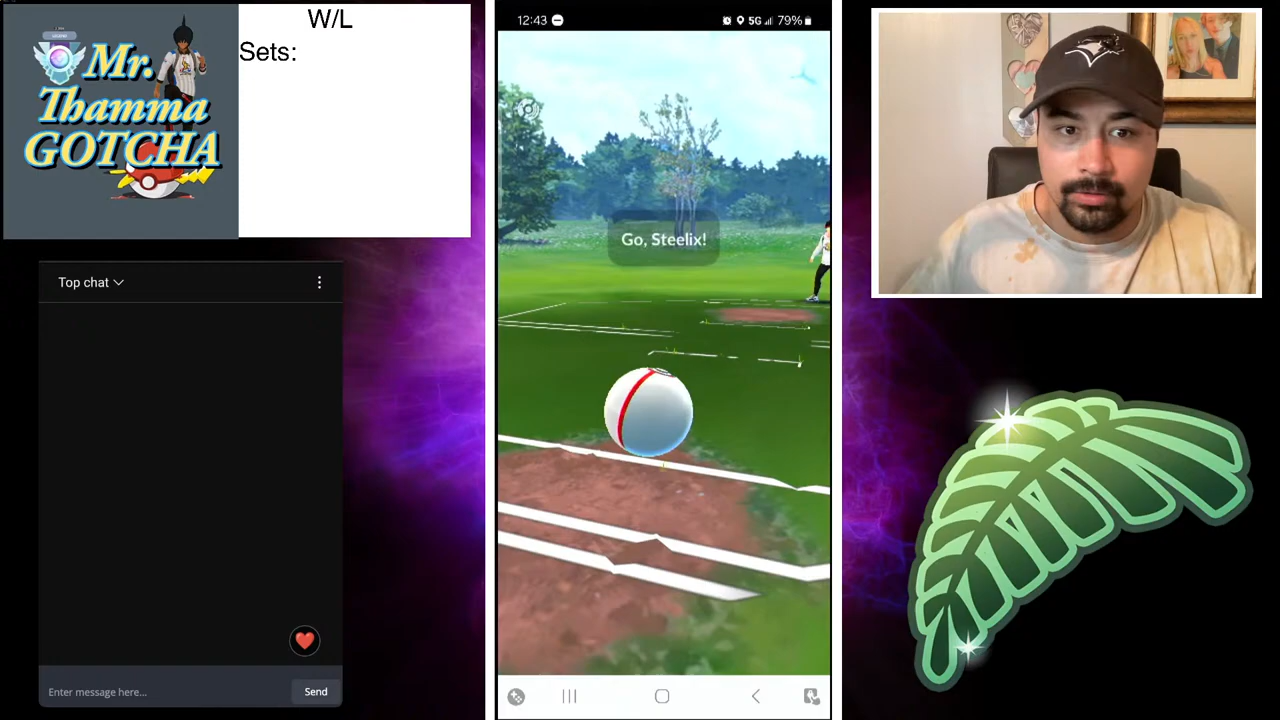 Mr.
Thamma
GOTCHA
W/L
Sets:
Top chat
Enter message here...
Send
12:43
5G
79%
Go, Steelix!